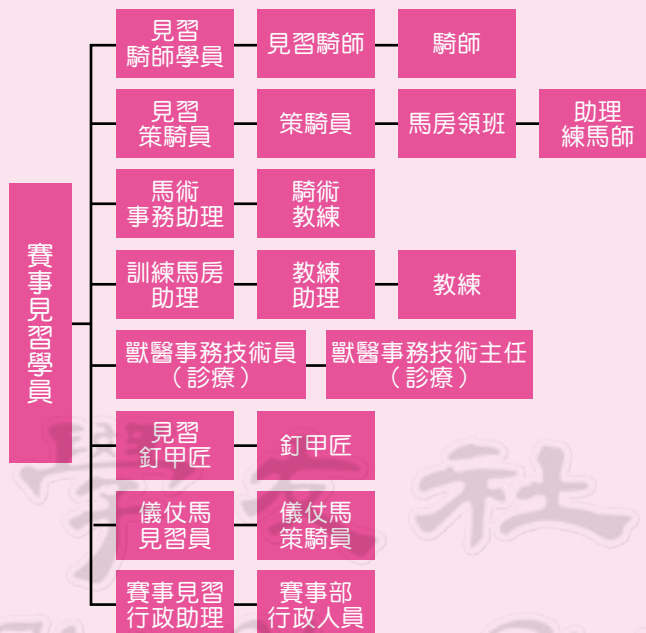 賽事見習學員
見習
騎師學員
見習騎師
騎師
見習
策騎員
策騎員
馬房領班
助理
練馬師
馬術
事務助理
騎術
教練
訓練馬房
助理
教練
助理
教練
獸醫事務技術員
（診療）
獸醫事務技術主任
（診療）
見習
釘甲匠
釘甲匠
儀仗馬
見習員
儀仗馬
策騎員
賽事見習
行政助理
賽事部
行政人員
學友社